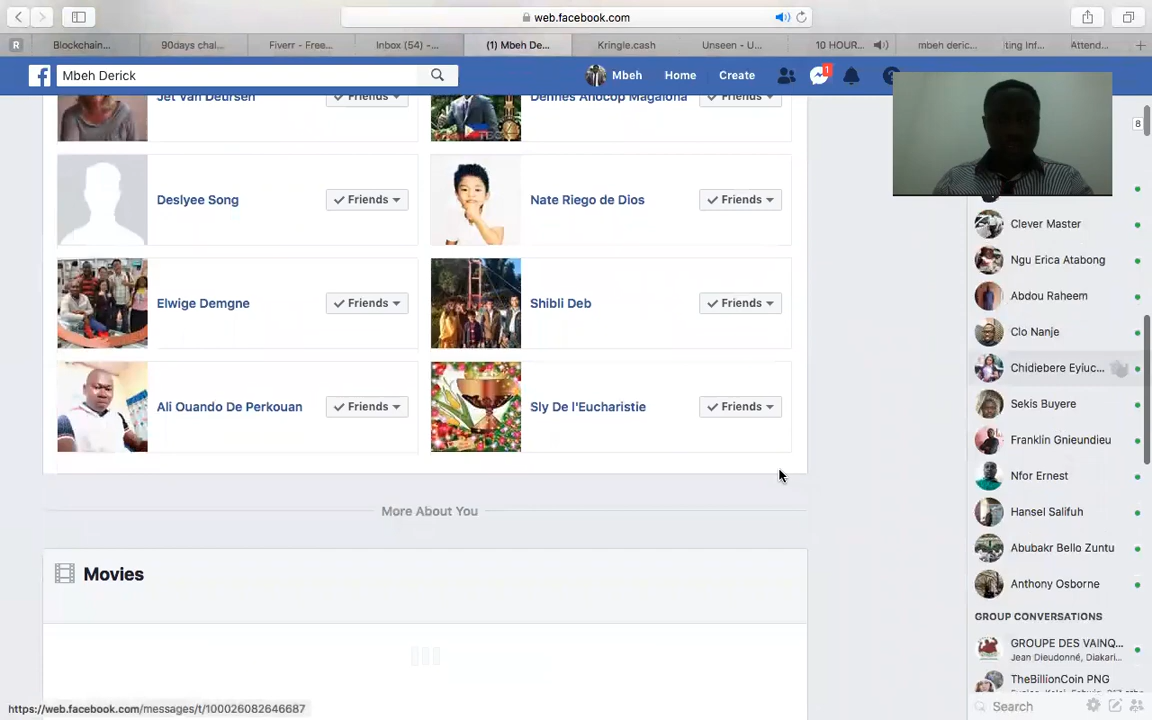 web.facebook.com
R
Blockchain...
90days chal...
Fiverr - Free...
Inbox (54) -...
(1) Mbeh De...
Kringle.cash
Unseen - U...
10 HOUR...
mbeh deric...
ting Inf...
Attend...
Mbeh Derick
Mbeh
Home
Create
1
8
Jet Van Deursen
Friends
Dennes Anocop Magalona
Friends
Deslyee Song
Friends
Nate Riego de Dios
Friends
Elwige Demgne
Friends
Shibli Deb
Friends
Ali Ouando De Perkouan
Friends
Sly De l'Eucharistie
Friends
More About You
Movies
Clever Master
Ngu Erica Atabong
Abdou Raheem
Clo Nanje
Chidiebere Eyiuc...
Sekis Buyere
Franklin Gnieundieu
Nfor Ernest
Hansel Salifuh
Abubakr Bello Zuntu
Anthony Osborne
GROUP CONVERSATIONS
GROUPE DES VAINQ...
Jean Dieudonné, Diakari...
TheBillionCoin PNG
Search
https://web.facebook.com/messages/t/100026082646687